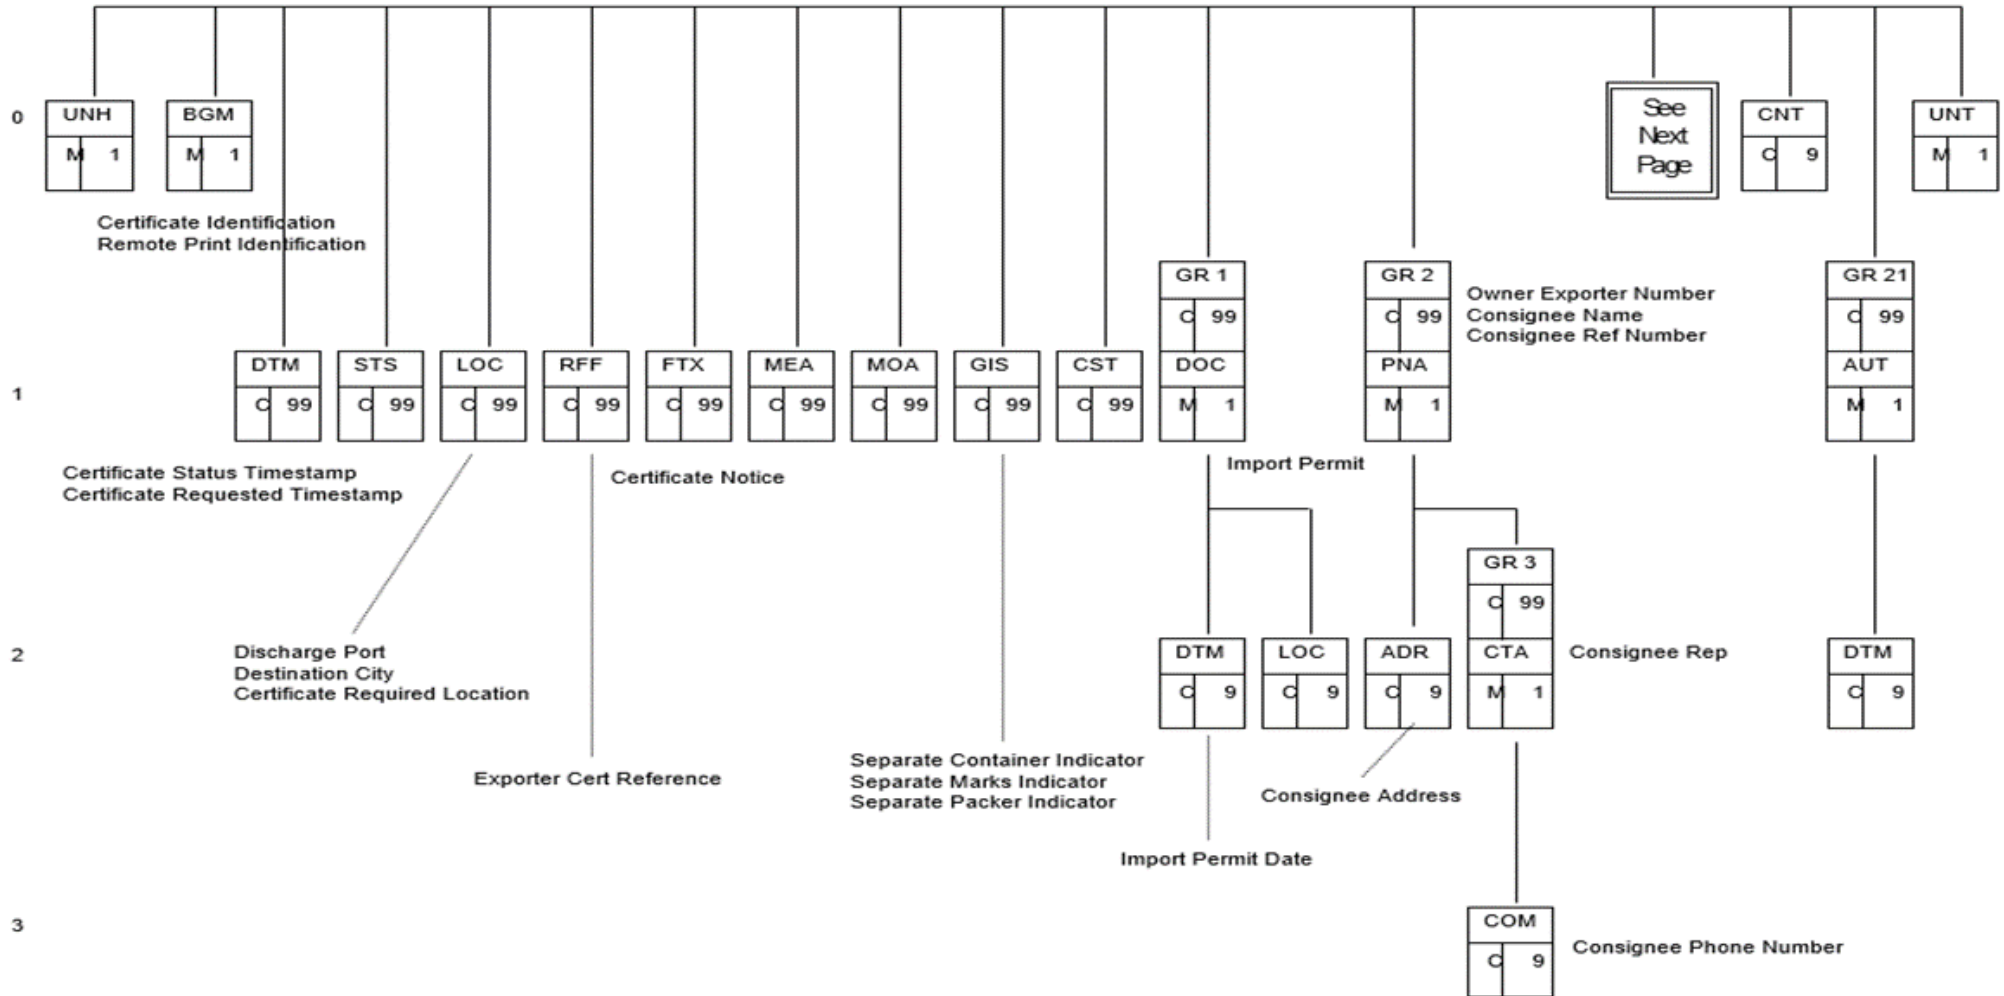 0
UNH
M 1
BGM
M 1
See
Next
Page
CNT
C 9
UNT
M 1
Certificate Identification
Remote Print Identification
GR 1
C 99
GR 2
C 99
Owner Exporter Number
Consignee Name
Consignee Ref Number
GR 21
C 99
1
DTM
C 99
STS
C 99
LOC
C 99
RFF
C 99
FTX
C 99
MEA
C 99
MOA
C 99
GIS
C 99
CST
C 99
DOC
M 1
PNA
M 1
AUT
M 1
Certificate Status Timestamp
Certificate Requested Timestamp
Certificate Notice
Import Permit
GR 3
C 99
2
Discharge Port
Destination City
Certificate Required Location
DTM
C 9
LOC
C 9
ADR
C 9
CTA
M 1
Consignee Rep
DTM
C 9
Exporter Cert Reference
Separate Container Indicator
Separate Marks Indicator
Separate Packer Indicator
Consignee Address
Import Permit Date
3
COM
C 9
Consignee Phone Number